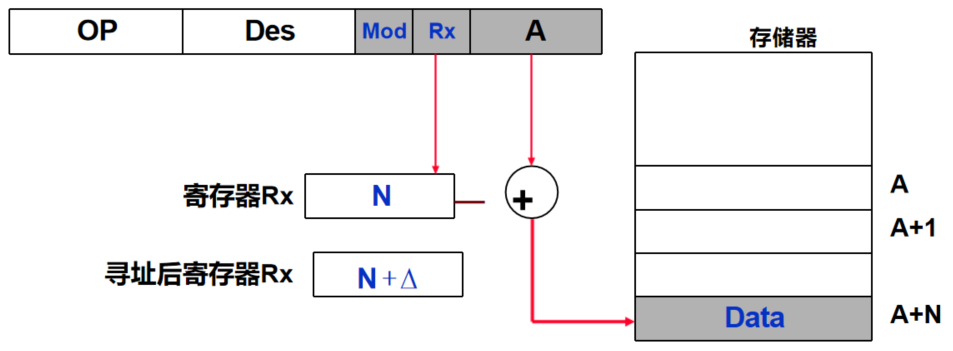 OP Des Mod Rx A
存储器
寄存器Rx N +
A
A+1
寻址后寄存器Rx N+Δ
Data A+N